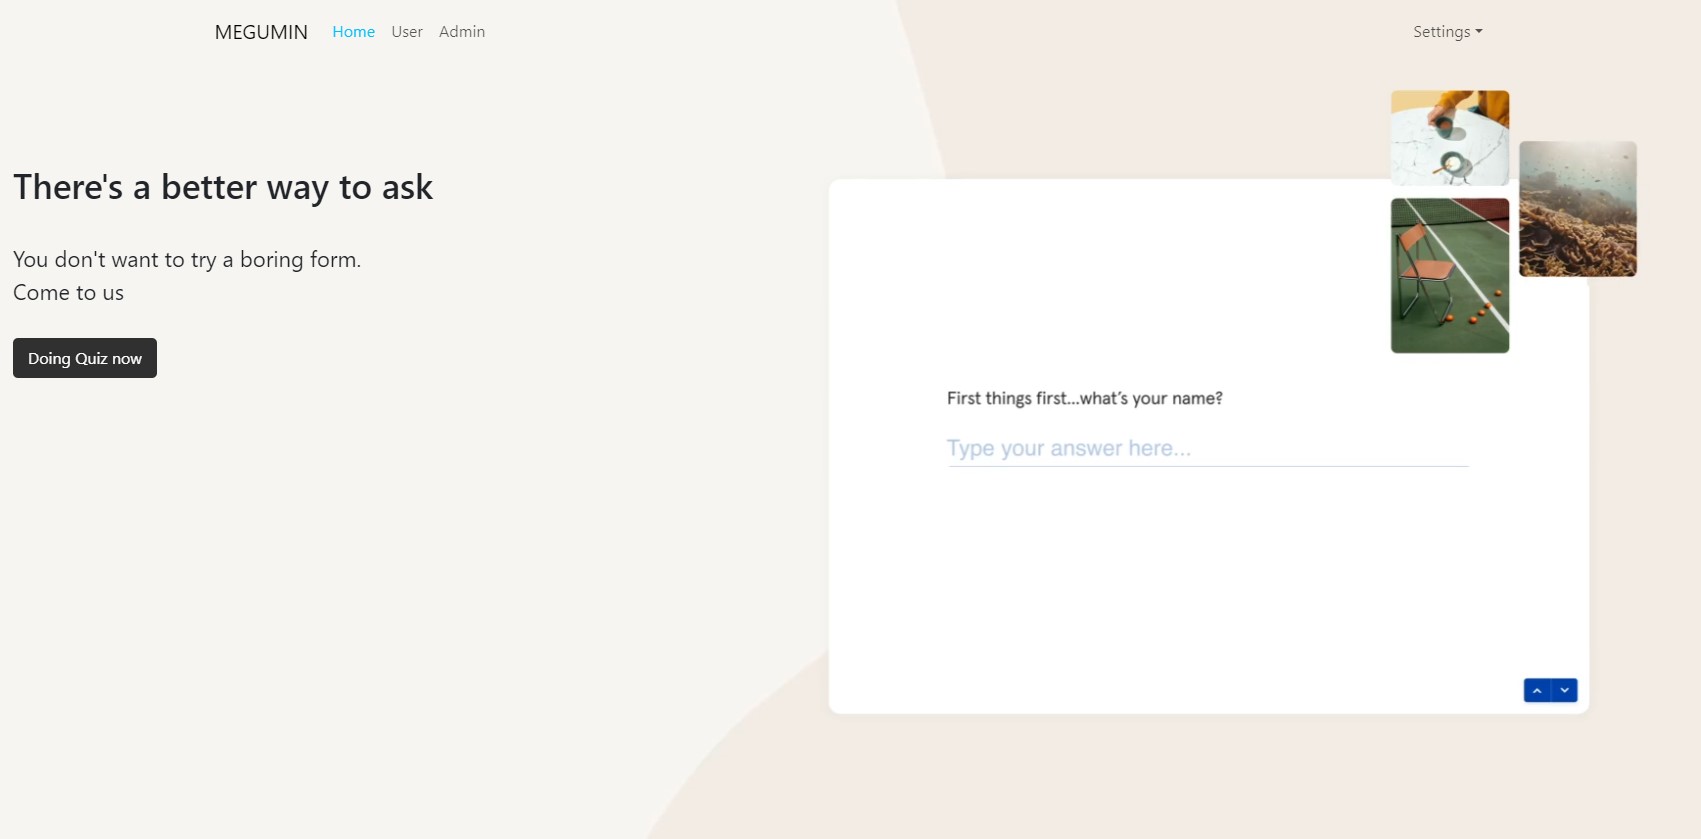 MEGUMIN Home User Admin Settings
There's a better way to ask
You don't want to try a boring form.
Come to us
Doing Quiz now
First things first...what's your name?
Type your answer here...